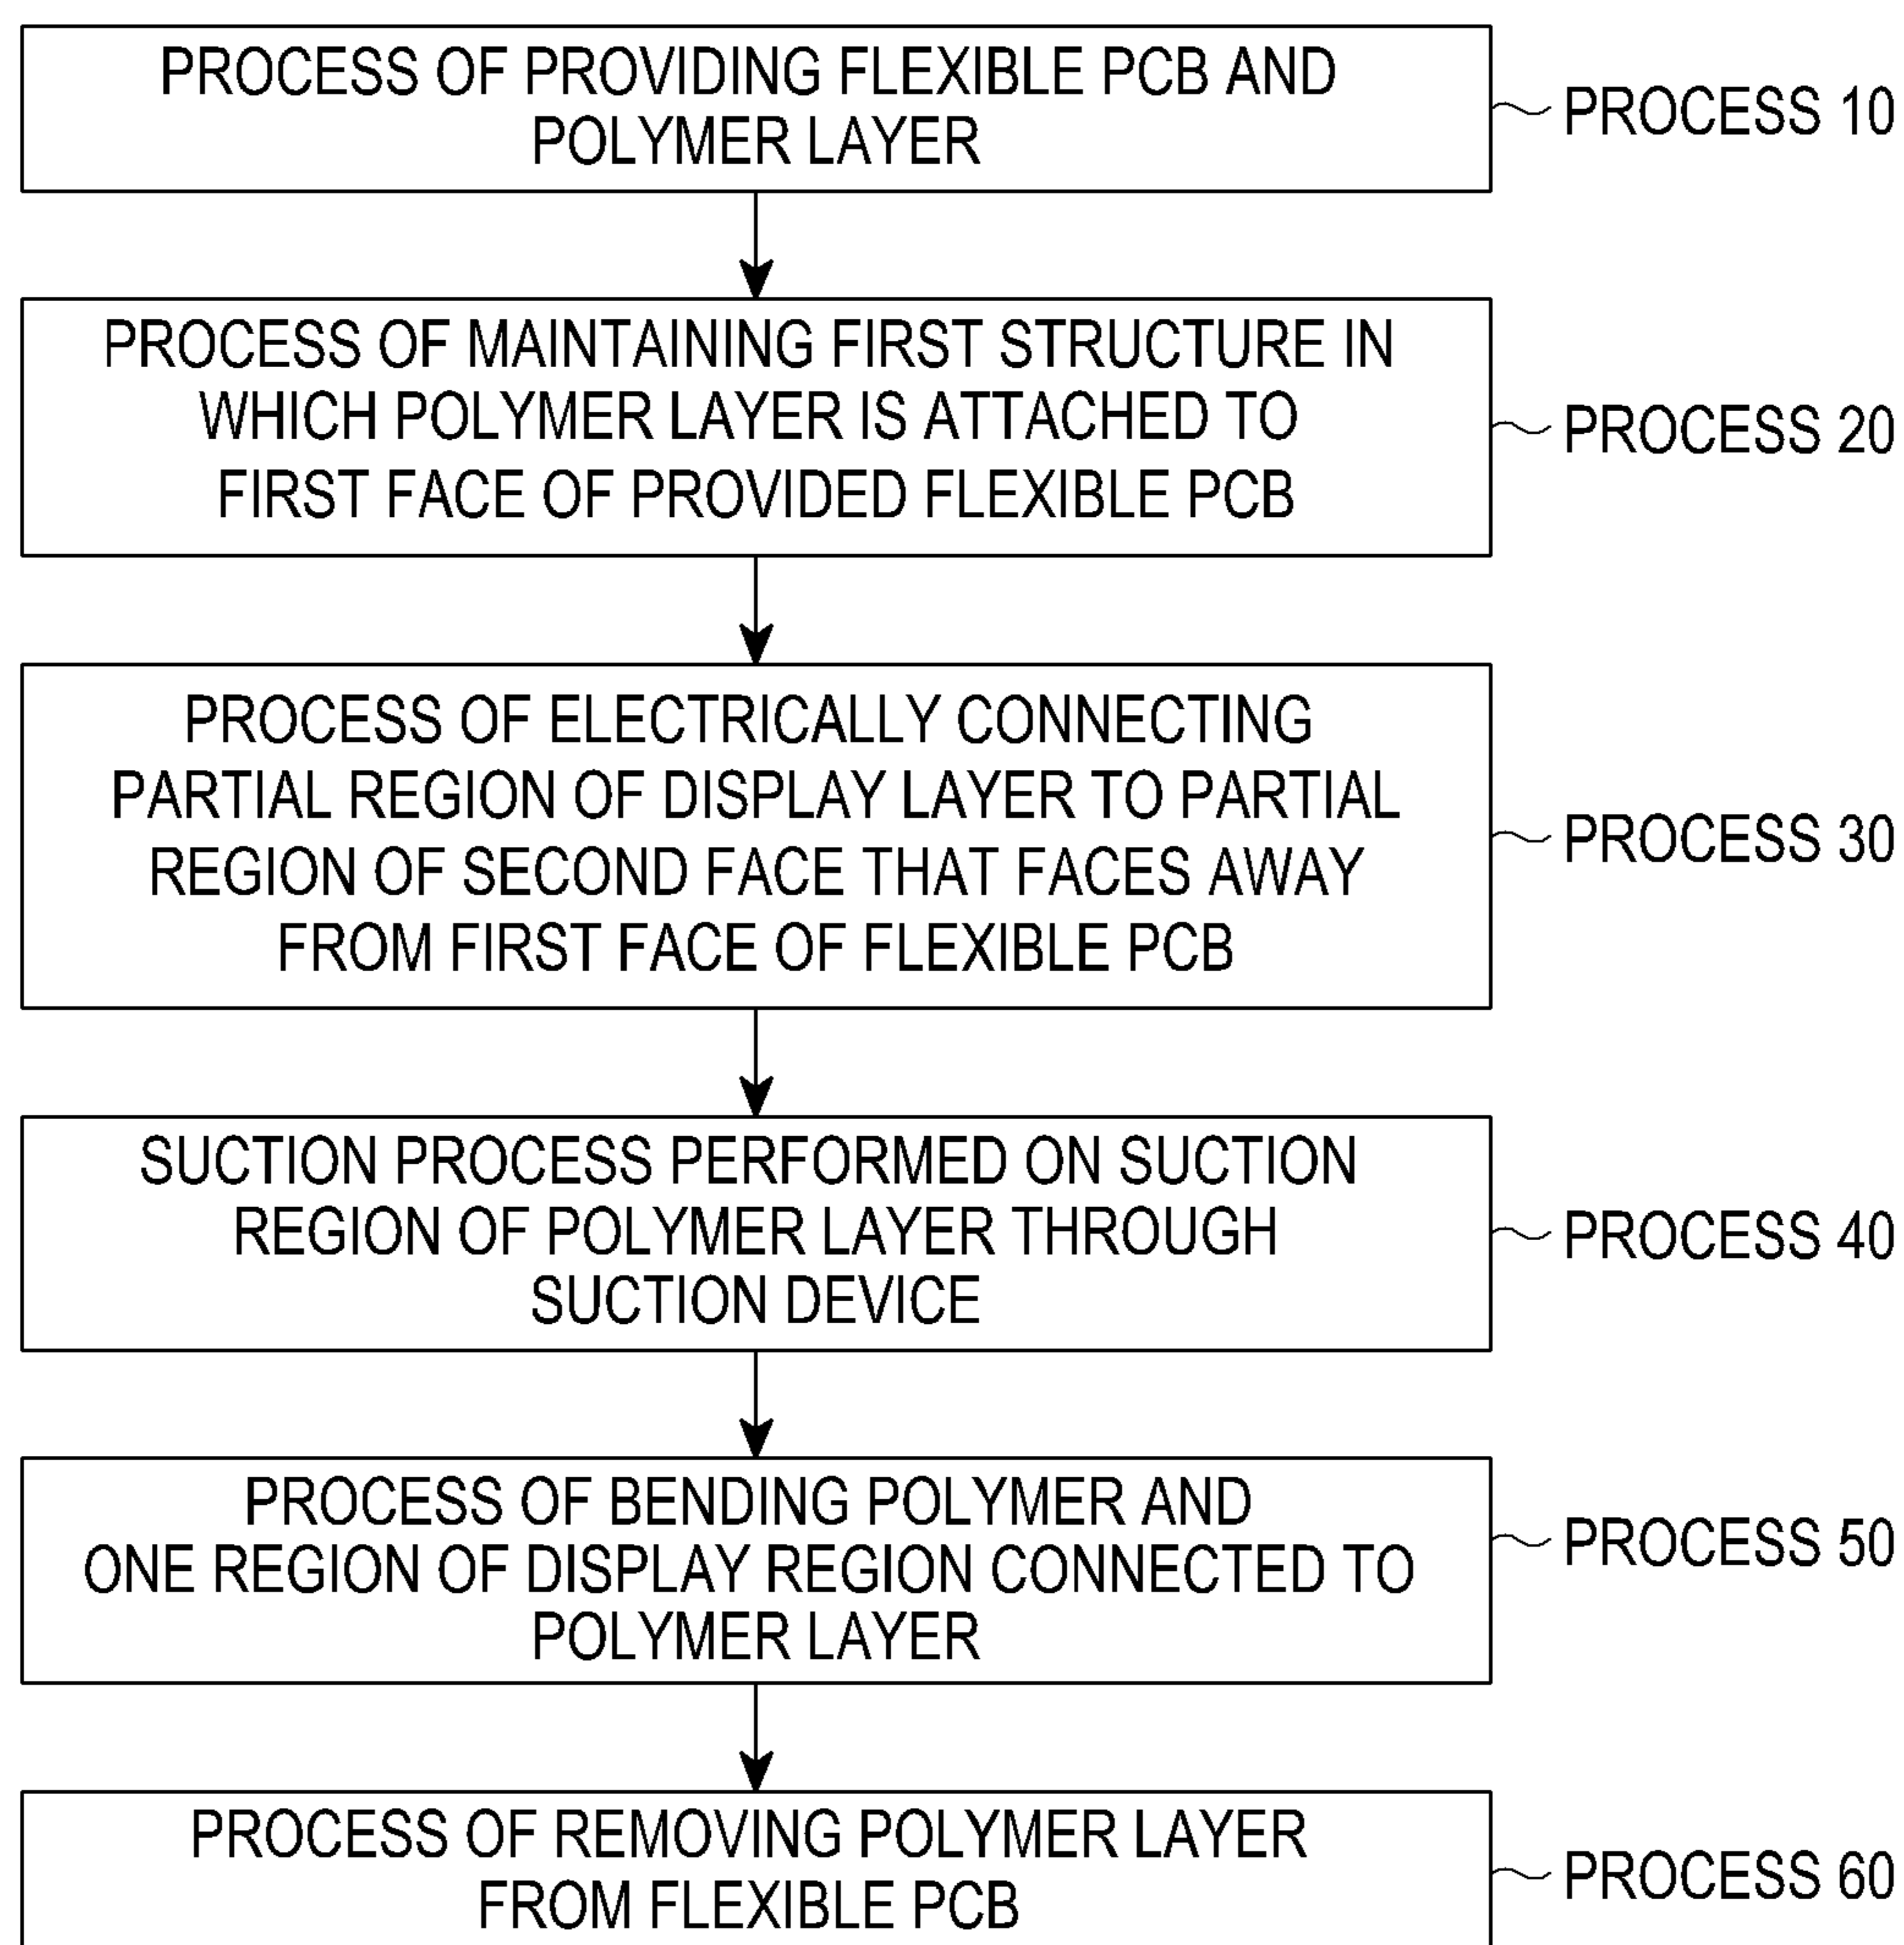 PROCESS OF PROVIDING FLEXIBLE PCB AND
POLYMER LAYER
PROCESS 10
PROCESS OF MAINTAINING FIRST STRUCTURE IN
WHICH POLYMER LAYER IS ATTACHED TO
FIRST FACE OF PROVIDED FLEXIBLE PCB
PROCESS 20
PROCESS OF ELECTRICALLY CONNECTING
PARTIAL REGION OF DISPLAY LAYER TO PARTIAL
REGION OF SECOND FACE THAT FACES AWAY
FROM FIRST FACE OF FLEXIBLE PCB
PROCESS 30
SUCTION PROCESS PERFORMED ON SUCTION
REGION OF POLYMER LAYER THROUGH
SUCTION DEVICE
PROCESS 40
PROCESS OF BENDING POLYMER AND
ONE REGION OF DISPLAY REGION CONNECTED TO
POLYMER LAYER
PROCESS 50
PROCESS OF REMOVING POLYMER LAYER
FROM FLEXIBLE PCB
PROCESS 60